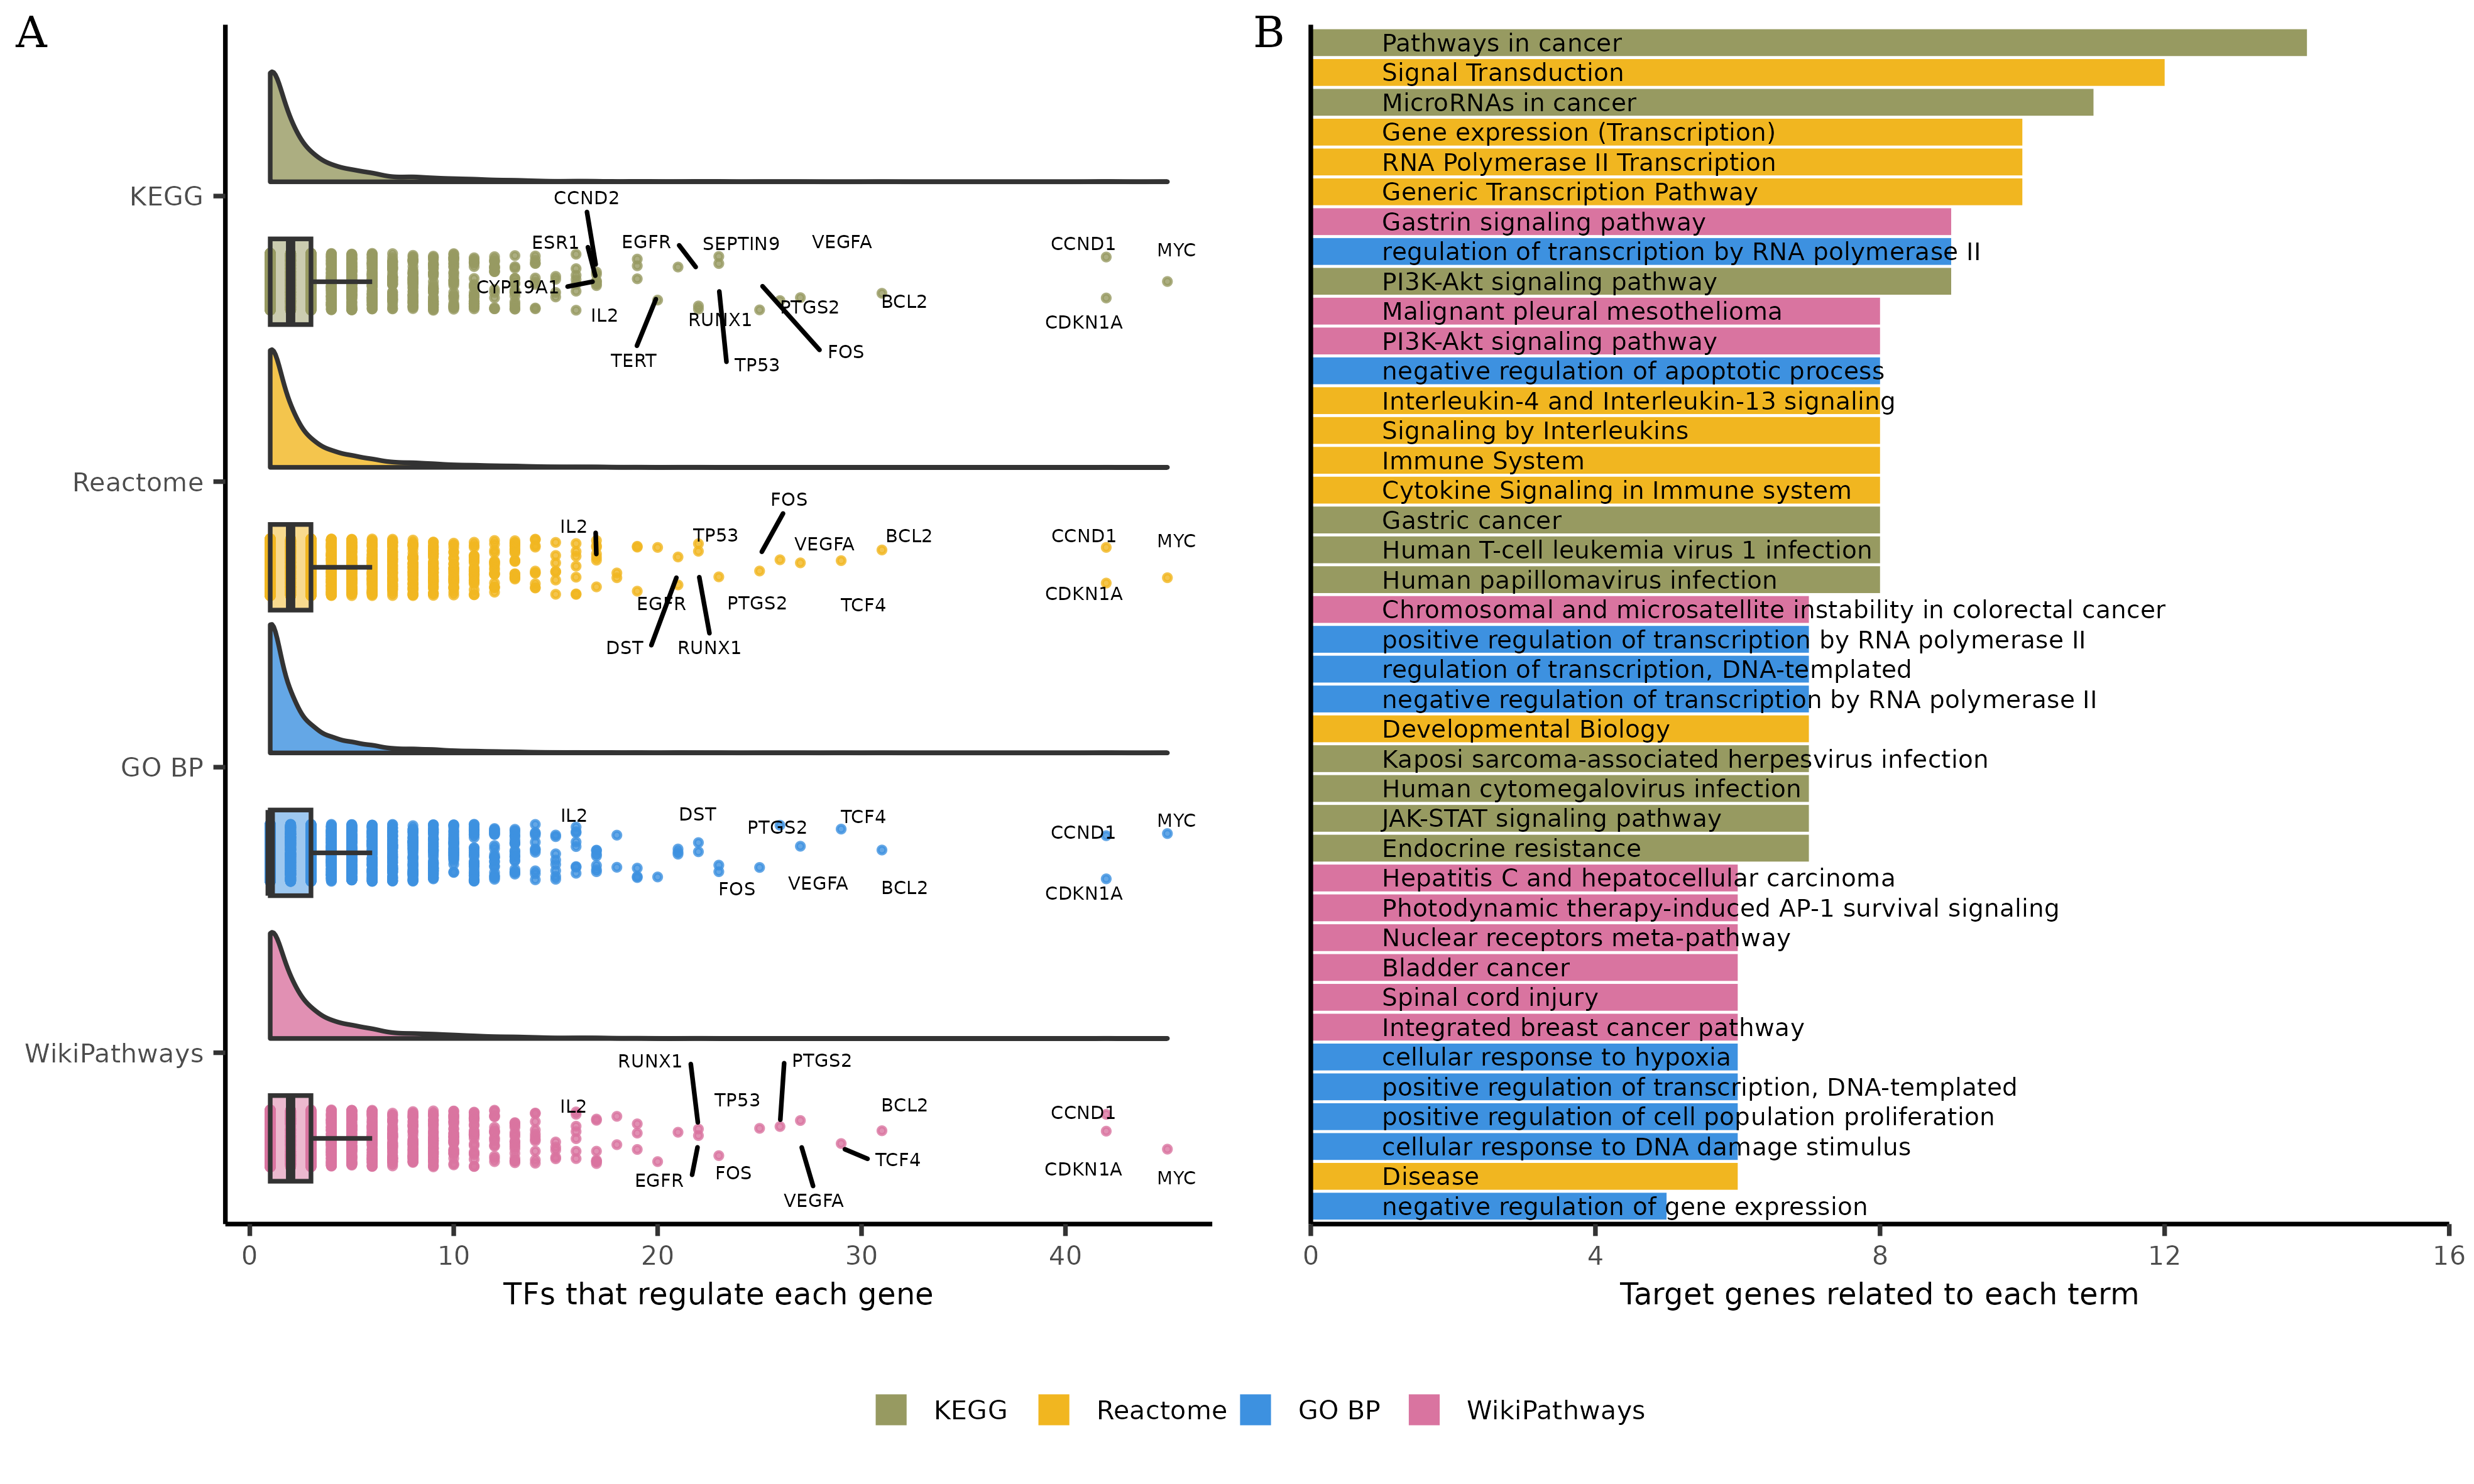 A
KEGG
Reactome
GO BP
WikiPathways
CCND2
ESR1
EGFR
SEPTIN9
VEGFA
CCND1
MYC
CYP19A1
IL2
RUNX1
PTGS2
BCL2
CDKN1A
TERT
TP53
FOS
FOS
IL2
TP53
VEGFA
BCL2
CCND1
MYC
EGFR
PTGS2
TCF4
CDKN1A
DST
RUNX1
IL2
DST
PTGS2
TCF4
CCND1
MYC
FOS
VEGFA
BCL2
CDKN1A
RUNX1
PTGS2
IL2
TP53
BCL2
CCND1
EGFR
FOS
TCF4
CDKN1A
MYC
VEGFA
0 10 20 30 40
TFs that regulate each gene
B
Pathways in cancer
Signal Transduction
MicroRNAs in cancer
Gene expression (Transcription)
RNA Polymerase II Transcription
Generic Transcription Pathway
Gastrin signaling pathway
regulation of transcription by RNA polymerase II
PI3K-Akt signaling pathway
Malignant pleural mesothelioma
PI3K-Akt signaling pathway
negative regulation of apoptotic process
Interleukin-4 and Interleukin-13 signaling
Signaling by Interleukins
Immune System
Cytokine Signaling in Immune system
Gastric cancer
Human T-cell leukemia virus 1 infection
Human papillomavirus infection
Chromosomal and microsatellite instability in colorectal cancer
positive regulation of transcription by RNA polymerase II
regulation of transcription, DNA-templated
negative regulation of transcription by RNA polymerase II
Developmental Biology
Kaposi sarcoma-associated herpesvirus infection
Human cytomegalovirus infection
JAK-STAT signaling pathway
Endocrine resistance
Hepatitis C and hepatocellular carcinoma
Photodynamic therapy-induced AP-1 survival signaling
Nuclear receptors meta-pathway
Bladder cancer
Spinal cord injury
Integrated breast cancer pathway
cellular response to hypoxia
positive regulation of transcription, DNA-templated
positive regulation of cell population proliferation
cellular response to DNA damage stimulus
Disease
negative regulation of gene expression
0 4 8 12 16
Target genes related to each term
KEGG Reactome GO BP WikiPathways